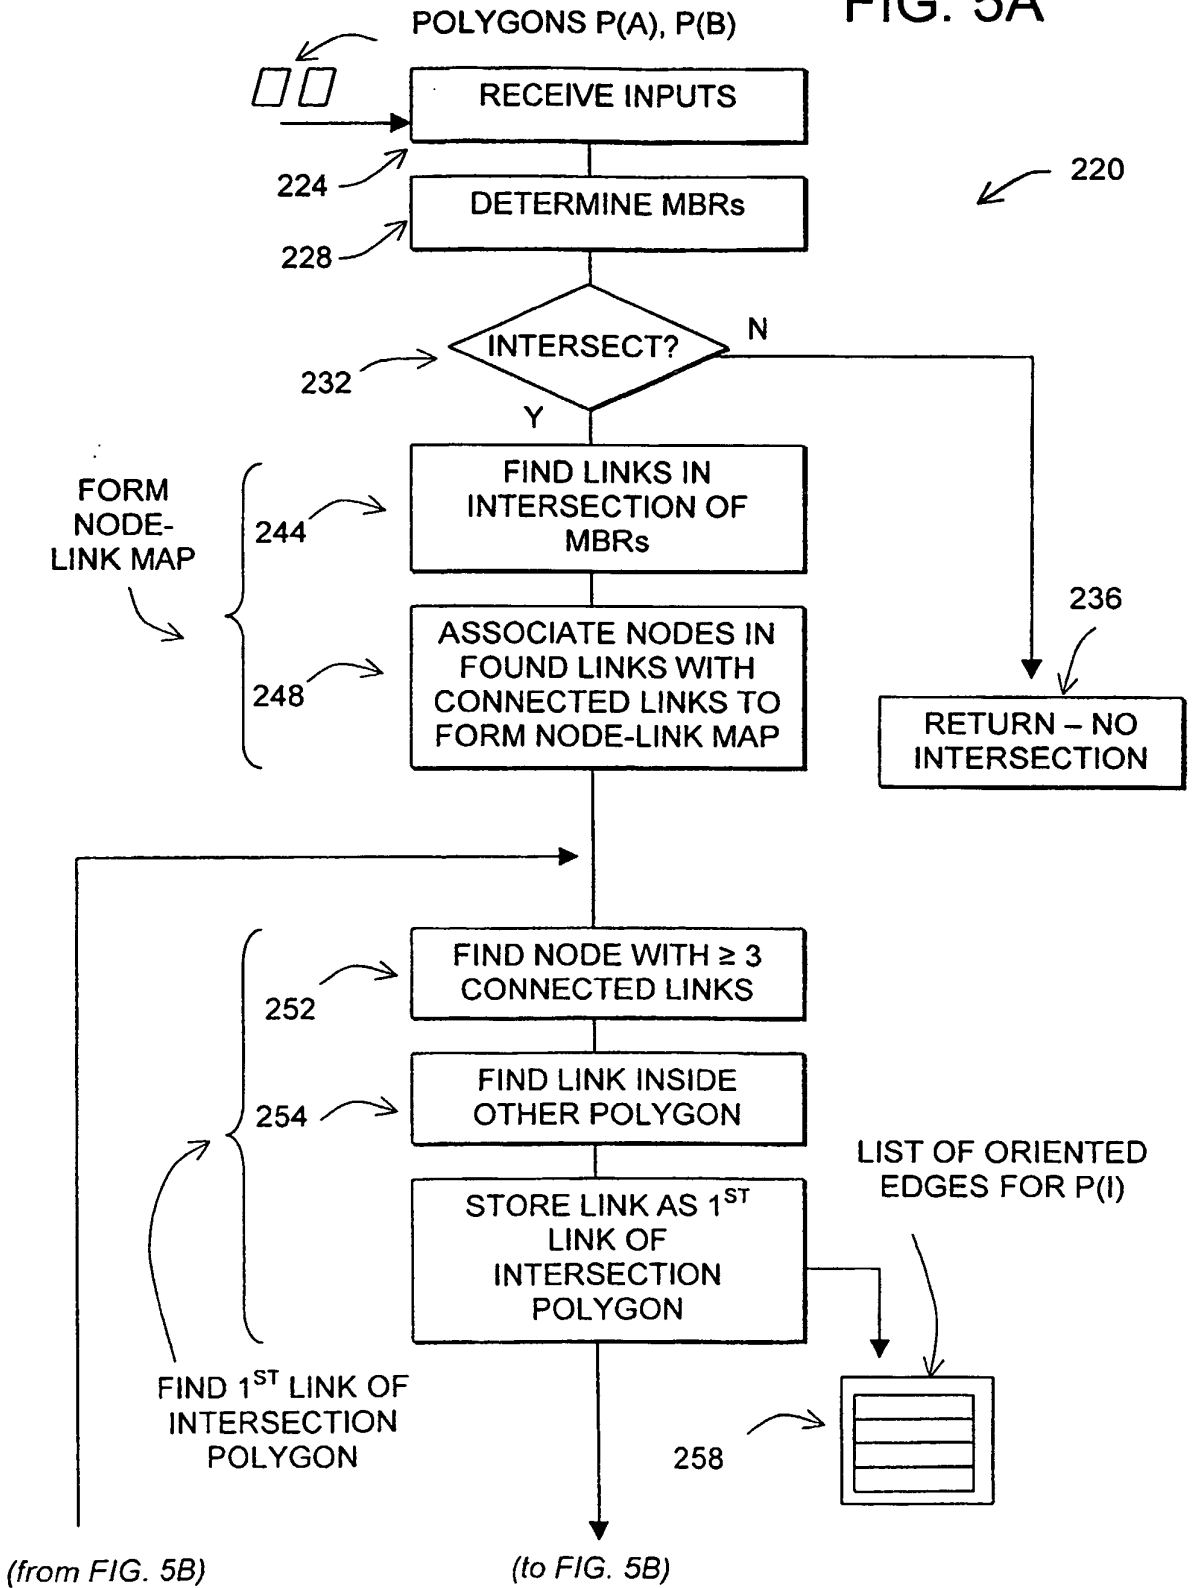 FIG. 5A
POLYGONS P(A), P(B)
RECEIVE INPUTS
224
220
DETERMINE MBRs
228
INTERSECT?
N
232
Y
FORM
NODE-
LINK MAP
244
FIND LINKS IN
INTERSECTION OF
MBRs
248
ASSOCIATE NODES IN
FOUND LINKS WITH
CONNECTED LINKS TO
FORM NODE-LINK MAP
236
RETURN – NO
INTERSECTION
252
FIND NODE WITH ≥ 3
CONNECTED LINKS
254
FIND LINK INSIDE
OTHER POLYGON
STORE LINK AS 1ST
LINK OF
INTERSECTION
POLYGON
LIST OF ORIENTED
EDGES FOR P(I)
FIND 1ST LINK OF
INTERSECTION
POLYGON
258
(from FIG. 5B)
(to FIG. 5B)